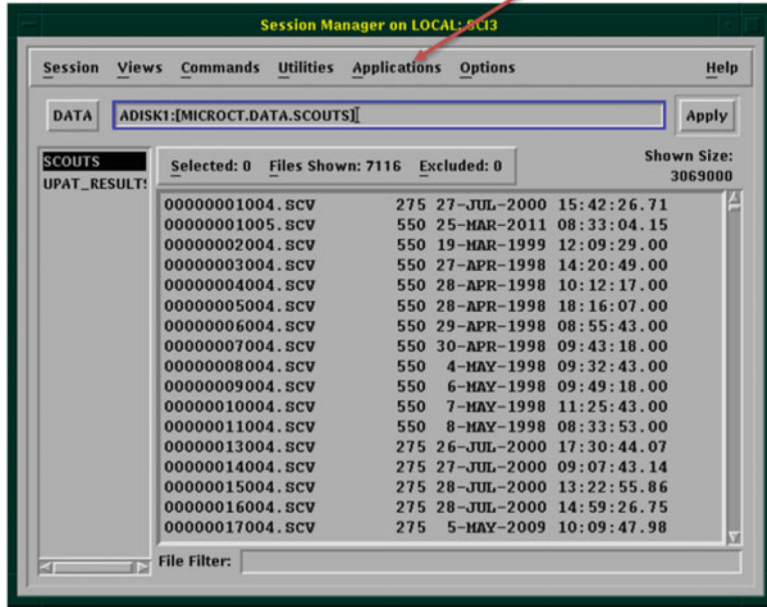 Session Manager on LOCAL: SCI3
Session Views Commands Utilities Applications Options Help
DATA ADISK1:[MICROCT.DATA.SCOUTS] Apply
SCOUTS
UPAT_RESULTS
Selected: 0 Files Shown: 7116 Excluded: 0
Shown Size:
3069000
00000001004.SCV 275 27-JUL-2000 15:42:26.71
00000001005.SCV 550 25-MAR-2011 08:33:04.15
00000002004.SCV 550 19-MAR-1999 12:09:29.00
00000003004.SCV 550 27-APR-1998 14:20:49.00
00000004004.SCV 550 28-APR-1998 10:12:17.00
00000005004.SCV 550 28-APR-1998 18:16:07.00
00000006004.SCV 550 29-APR-1998 08:55:43.00
00000007004.SCV 550 30-APR-1998 09:43:18.00
00000008004.SCV 550 4-MAY-1998 09:32:43.00
00000009004.SCV 550 6-MAY-1998 09:49:18.00
00000010004.SCV 550 7-MAY-1998 11:25:43.00
00000011004.SCV 550 8-MAY-1998 08:33:53.00
00000013004.SCV 275 26-JUL-2000 17:30:44.07
00000014004.SCV 275 27-JUL-2000 09:07:43.14
00000015004.SCV 275 28-JUL-2000 13:22:55.86
00000016004.SCV 275 28-JUL-2000 14:59:26.75
00000017004.SCV 275 5-MAY-2009 10:09:47.98
File Filter: